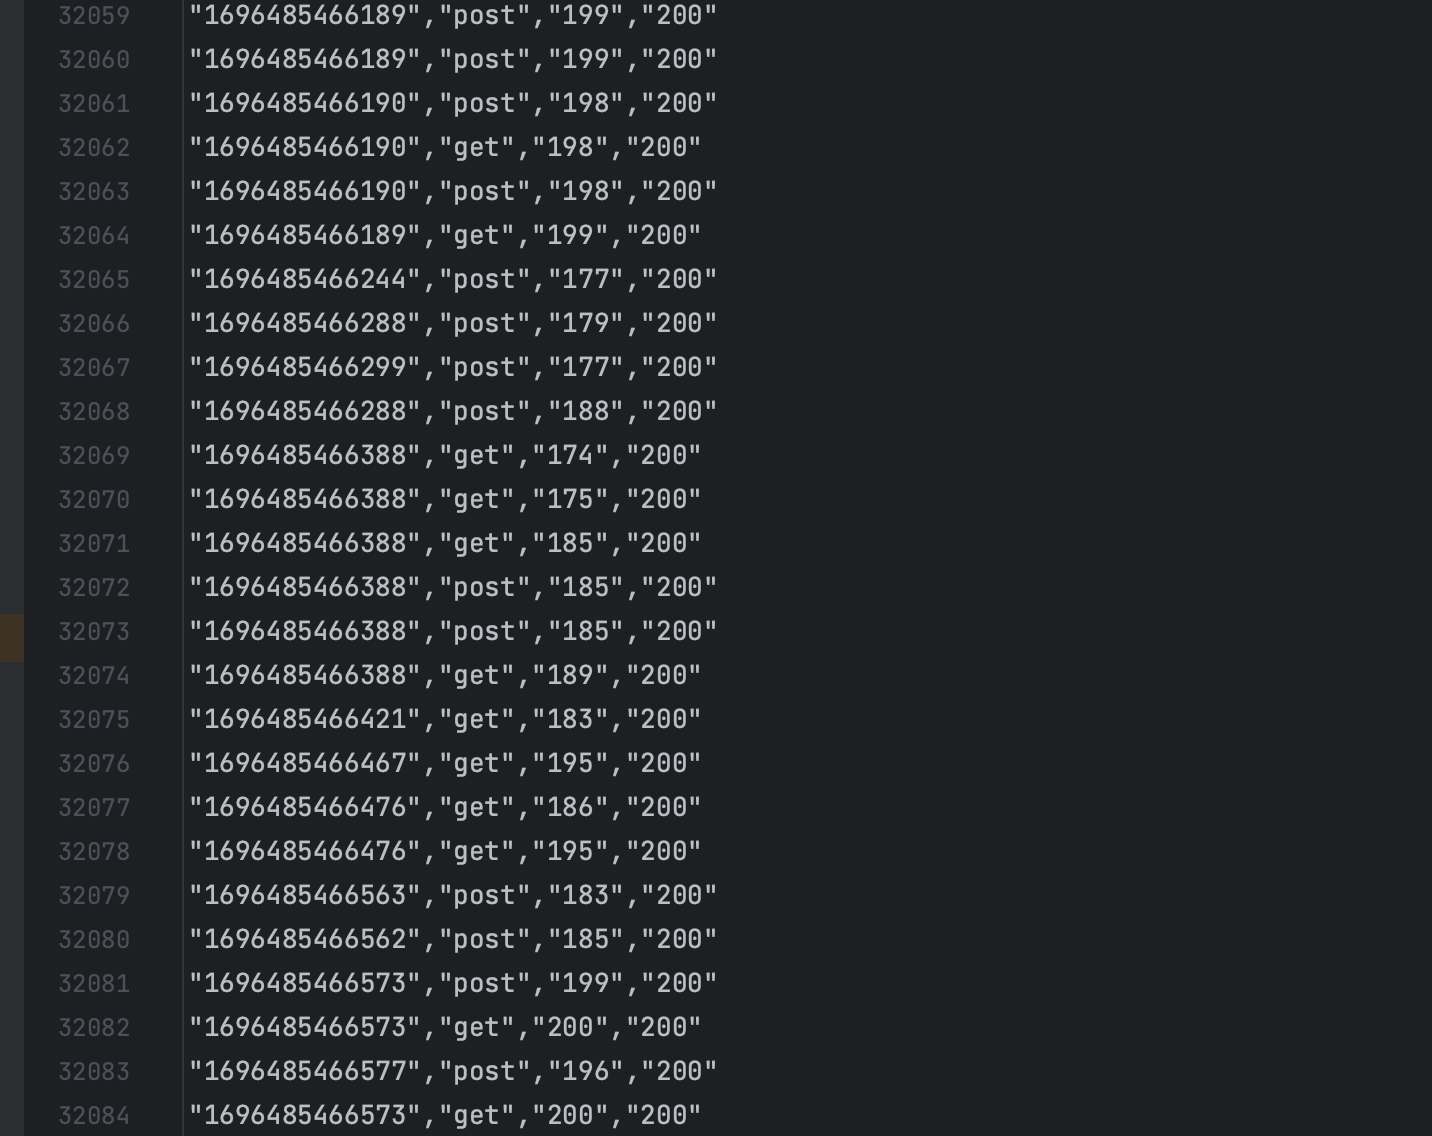 32059 "1696485466189","post","199","200"
32060 "1696485466189","post","199","200"
32061 "1696485466190","post","198","200"
32062 "1696485466190","get","198","200"
32063 "1696485466190","post","198","200"
32064 "1696485466189","get","199","200"
32065 "1696485466244","post","177","200"
32066 "1696485466288","post","179","200"
32067 "1696485466299","post","177","200"
32068 "1696485466288","post","188","200"
32069 "1696485466388","get","174","200"
32070 "1696485466388","get","175","200"
32071 "1696485466388","get","185","200"
32072 "1696485466388","post","185","200"
32073 "1696485466388","post","185","200"
32074 "1696485466388","get","189","200"
32075 "1696485466421","get","183","200"
32076 "1696485466467","get","195","200"
32077 "1696485466476","get","186","200"
32078 "1696485466476","get","195","200"
32079 "1696485466563","post","183","200"
32080 "1696485466562","post","185","200"
32081 "1696485466573","post","199","200"
32082 "1696485466573","get","200","200"
32083 "1696485466577","post","196","200"
32084 "1696485466573","get","200","200"